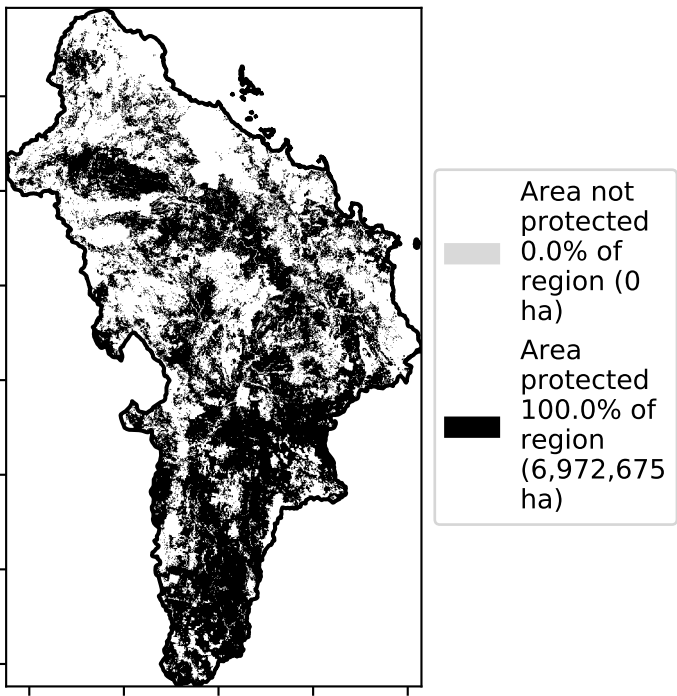 Area not
protected
0.0% of
region (0
ha)
Area
protected
100.0% of
region
(6,972,675
ha)